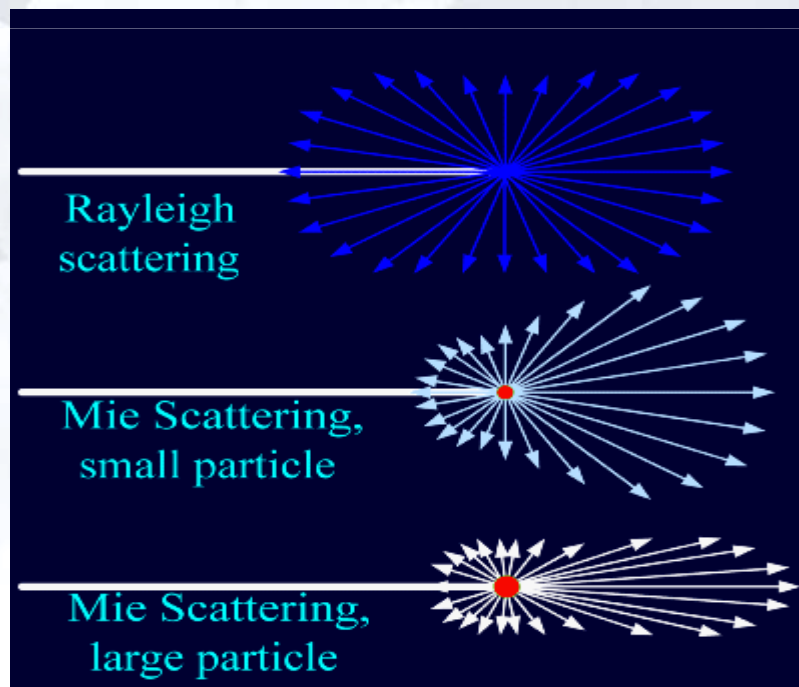 Rayleigh
scattering
Mie Scattering,
small particle
Mie Scattering,
large particle